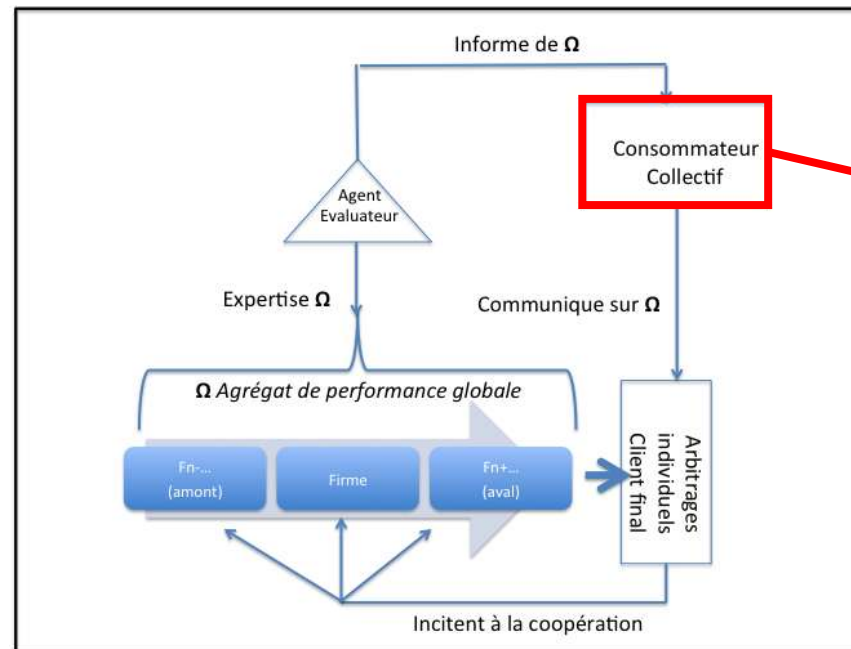 Informe de Ω
Consommateur
Collectif
Agent
Evaluateur
Expertise Ω
Communique sur Ω
Ω Agrégat de performance globale
Fn-...
(amont)
Firme
Fn+...
(aval)
Arbitrages
individuels
Client final
Incitent à la coopération